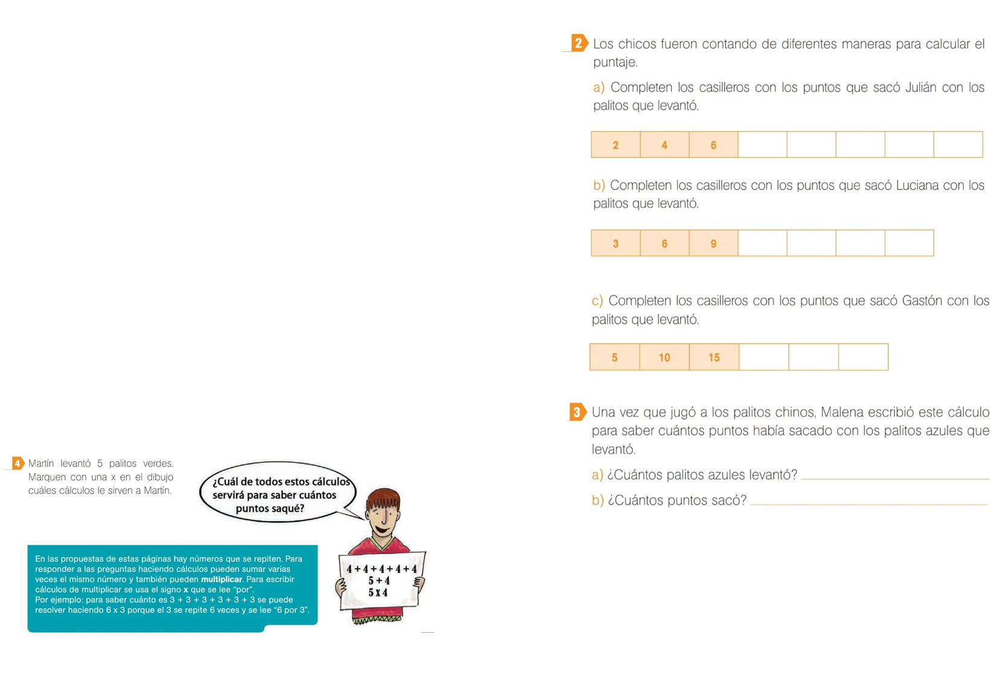 2 Los chicos fueron contando de diferentes maneras para calcular el
puntaje.
a) Completen los casilleros con los puntos que sacó Julián con los
palitos que levantó.
2 4 6
b) Completen los casilleros con los puntos que sacó Luciana con los
palitos que levantó.
3 6 9
c) Completen los casilleros con los puntos que sacó Gastón con los
palitos que levantó.
5 10 15
3 Una vez que jugó a los palitos chinos, Malena escribió este cálculo
para saber cuántos puntos había sacado con los palitos azules que
levantó.
a) ¿Cuántos palitos azules levantó?
b) ¿Cuántos puntos sacó?
4 Martín levantó 5 palitos verdes.
Marquen con una x en el dibujo
cuáles cálculos le sirven a Martín.
¿Cuál de todos estos cálculos
servirá para saber cuántos
puntos saqué?
4 + 4 + 4 + 4 + 4
5 + 4
5 x 4
En las propuestas de estas páginas hay números que se repiten. Para
responder a las preguntas haciendo cálculos pueden sumar varias
veces el mismo número y también pueden multiplicar. Para escribir
cálculos de multiplicar se usa el signo x que se lee “por”.
Por ejemplo: para saber cuánto es 3 + 3 + 3 + 3 + 3 + 3 se puede
resolver haciendo 6 x 3 porque el 3 se repite 6 veces y se lee “6 por 3”.